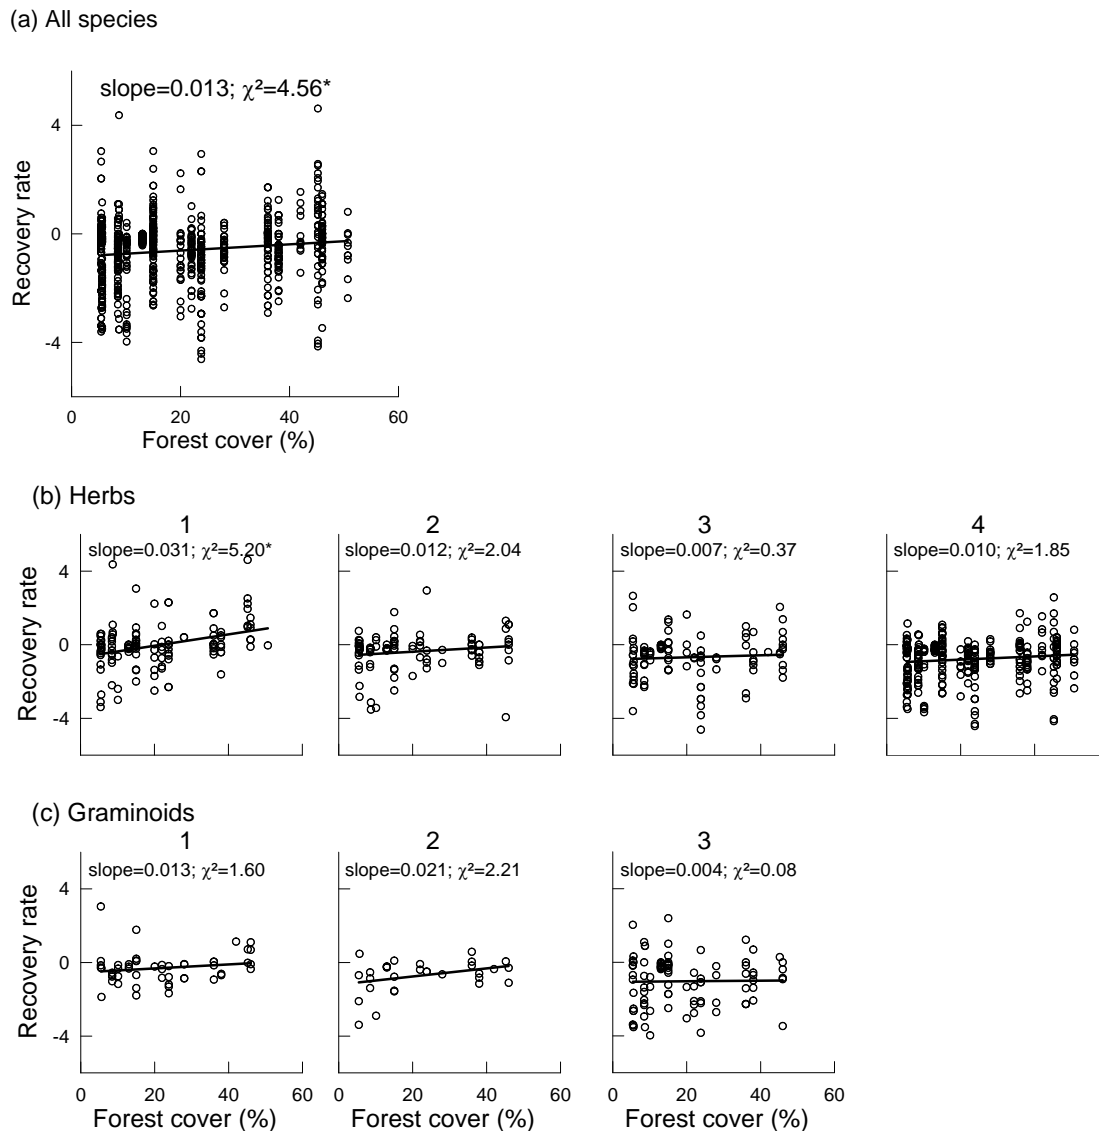 (a) All species
slope=0.013; χ²=4.56*
4
0
-4
Recovery rate
0 20 40 60
Forest cover (%)
(b) Herbs
1 2 3 4
slope=0.031; χ²=5.20* slope=0.012; χ²=2.04 slope=0.007; χ²=0.37 slope=0.010; χ²=1.85
4
0
-4
Recovery rate
(c) Graminoids
1 2 3
slope=0.013; χ²=1.60 slope=0.021; χ²=2.21 slope=0.004; χ²=0.08
4
0
-4
Recovery rate
0 20 40 60 0 20 40 60 0 20 40 60
Forest cover (%) Forest cover (%) Forest cover (%)